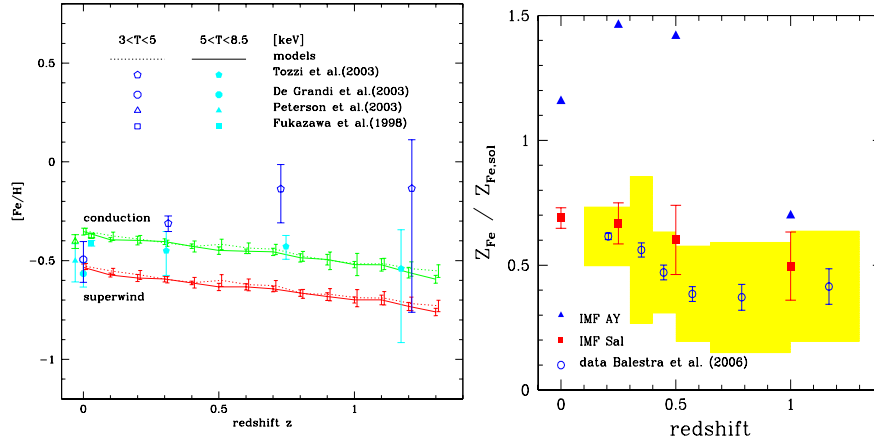 3<T<5 5<T<8.5 [keV]
models
Tozzi et al.(2003)
De Grandi et al.(2003)
Peterson et al.(2003)
Fukazawa et al.(1998)
conduction
superwind
0.5
0
−0.5
−1
[Fe/H]
0 0.5 1
redshift z
1.5
1
0.5
0
Z_Fe / Z_Fe,sol
IMF AY
IMF Sal
data Balestra et al. (2006)
0 0.5 1
redshift